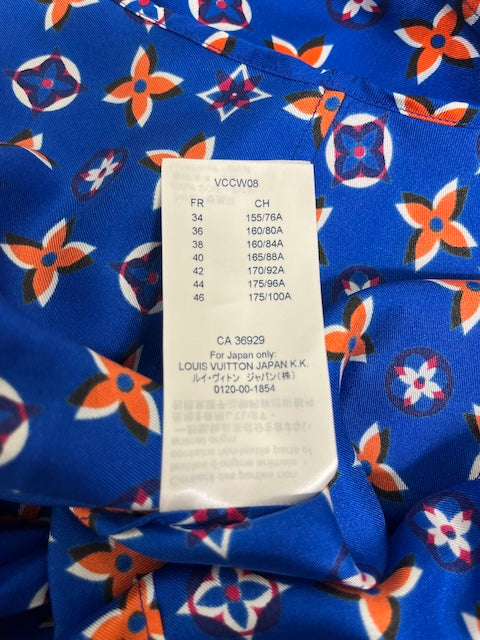 VCCW08
FR CH
34 155/76A
36 160/80A
38 160/84A
40 165/88A
42 170/92A
44 175/96A
46 175/100A
CA 36929
For Japan only:
LOUIS VUITTON JAPAN K.K.
ルイ・ヴィトン ジャパン(株)
0120-00-1854